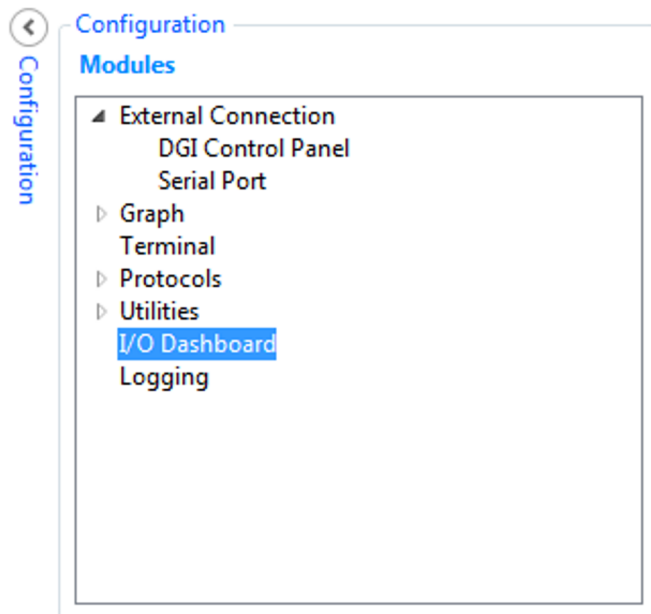 Configuration
Configuration
Modules
External Connection
DGI Control Panel
Serial Port
Graph
Terminal
Protocols
Utilities
I/O Dashboard
Logging